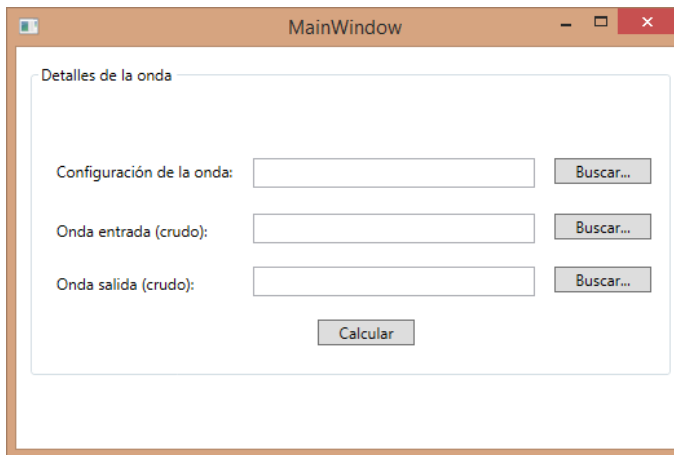 MainWindow
Detalles de la onda
Configuración de la onda:
Buscar...
Onda entrada (crudo):
Buscar...
Onda salida (crudo):
Buscar...
Calcular